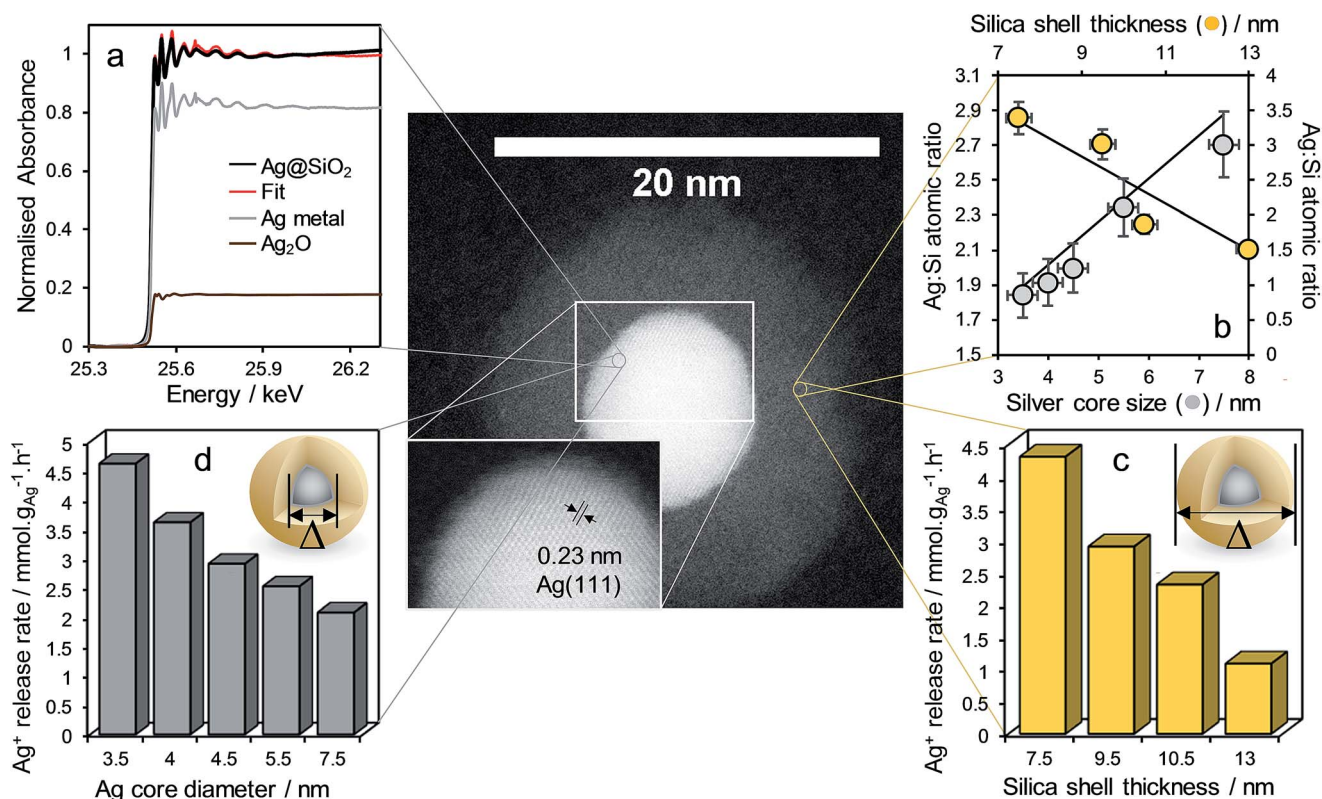 a
Normalised Absorbance
1
0.8
0.6
0.4
0.2
0
Ag@SiO₂
Fit
Ag metal
Ag₂O
25.3 25.6 25.9 26.2
Energy / keV
20 nm
0.23 nm
Ag(111)
Silica shell thickness ( ) / nm
7 9 11 13
Ag:Si atomic ratio
3.1
2.9
2.7
2.5
2.3
2.1
1.9
1.7
1.5
4
3.5
3
2.5
2
1.5
1
0.5
0
Ag:Si atomic ratio
b
3 4 5 6 7 8
Silver core size ( ) / nm
d
Ag⁺ release rate / mmol.gAg⁻¹.h⁻¹
5
4.5
4
3.5
3
2.5
2
1.5
1
0.5
0
Δ
3.5 4 4.5 5.5 7.5
Ag core diameter / nm
c
Ag⁺ release rate / mmol.gAg⁻¹.h⁻¹
4.5
4
3.5
3
2.5
2
1.5
1
0.5
0
Δ
7.5 9.5 10.5 13
Silica shell thickness / nm